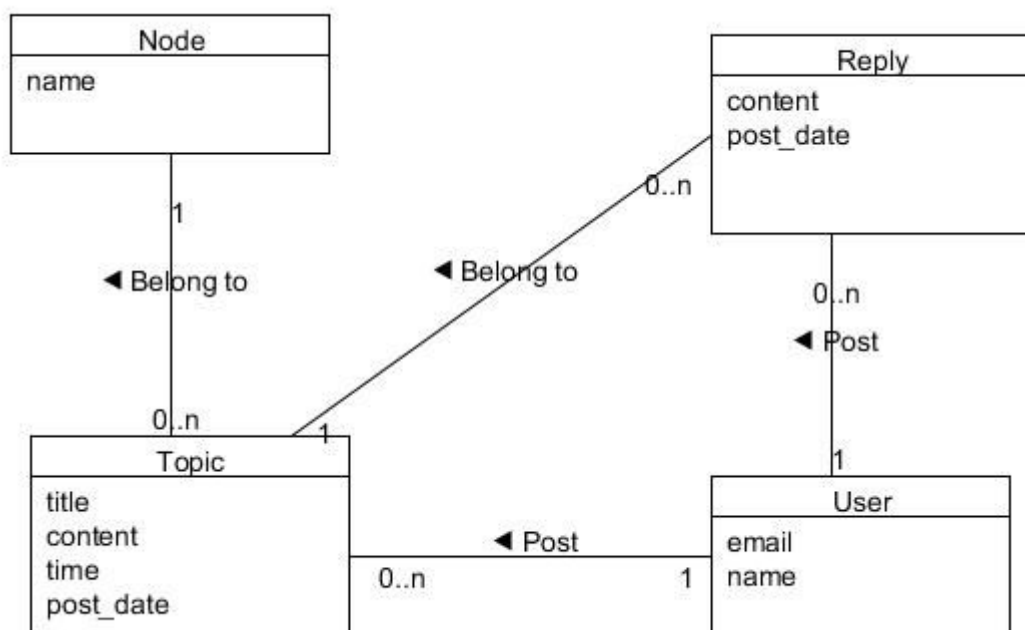 Node
name
Reply
content
post_date
1
0..n
◄ Belong to
◄ Belong to
0..n
◄ Post
0..n
1
1
Topic
title
content
time
post_date
◄ Post
0..n
1
User
email
name